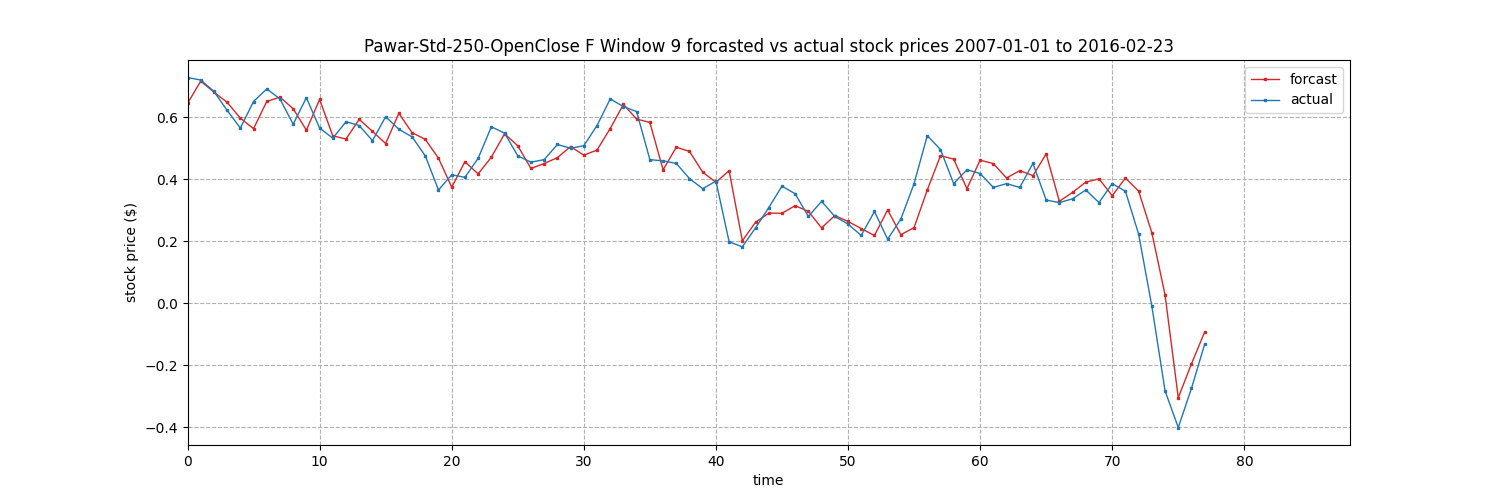 Pawar-Std-250-OpenClose F Window 9 forcasted vs actual stock prices 2007-01-01 to 2016-02-23
forcast
actual
stock price ($)
0.6
0.4
0.2
0.0
−0.2
−0.4
0 10 20 30 40 50 60 70 80
time